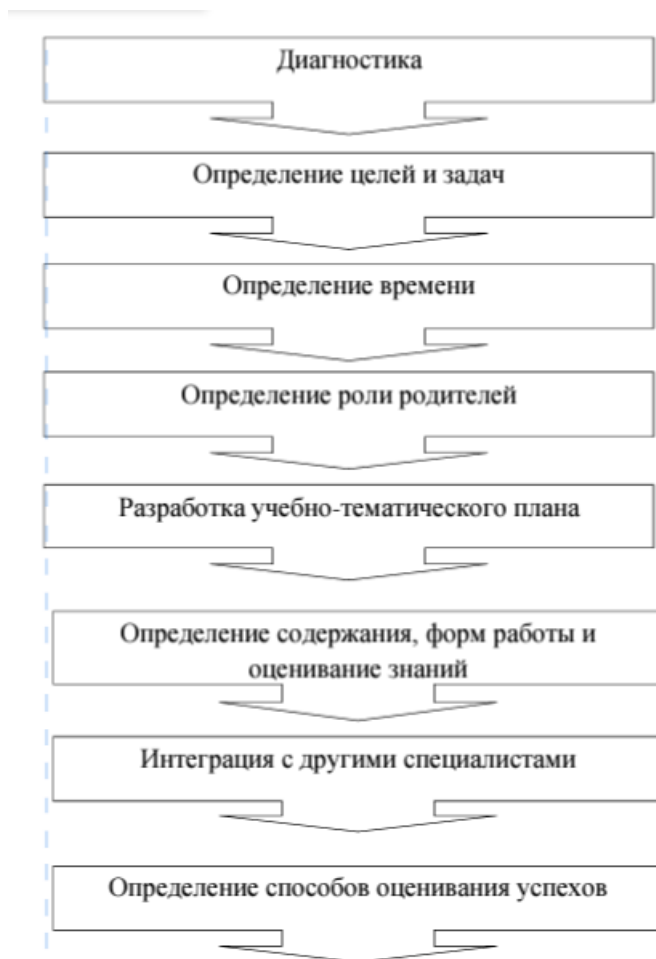 Диагностика
Определение целей и задач
Определение времени
Определение роли родителей
Разработка учебно-тематического плана
Определение содержания, форм работы и
оценивание знаний
Интеграция с другими специалистами
Определение способов оценивания успехов